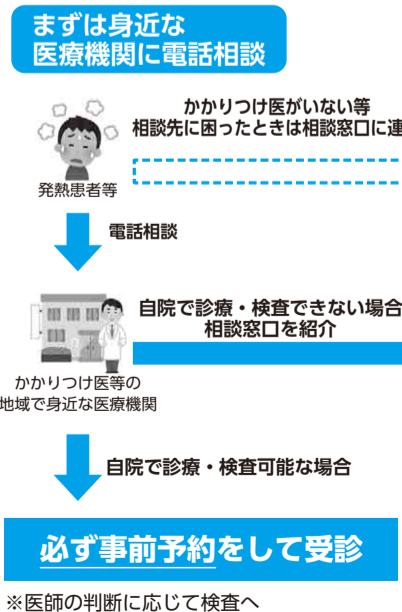 まずは身近な
医療機関に電話相談
かかりつけ医がいない等
相談先に困ったときは相談窓口に連
発熱患者等
電話相談
自院で診療・検査できない場合
相談窓口を紹介
かかりつけ医等の
地域で身近な医療機関
自院で診療・検査可能な場合
必ず事前予約をして受診
※医師の判断に応じて検査へ